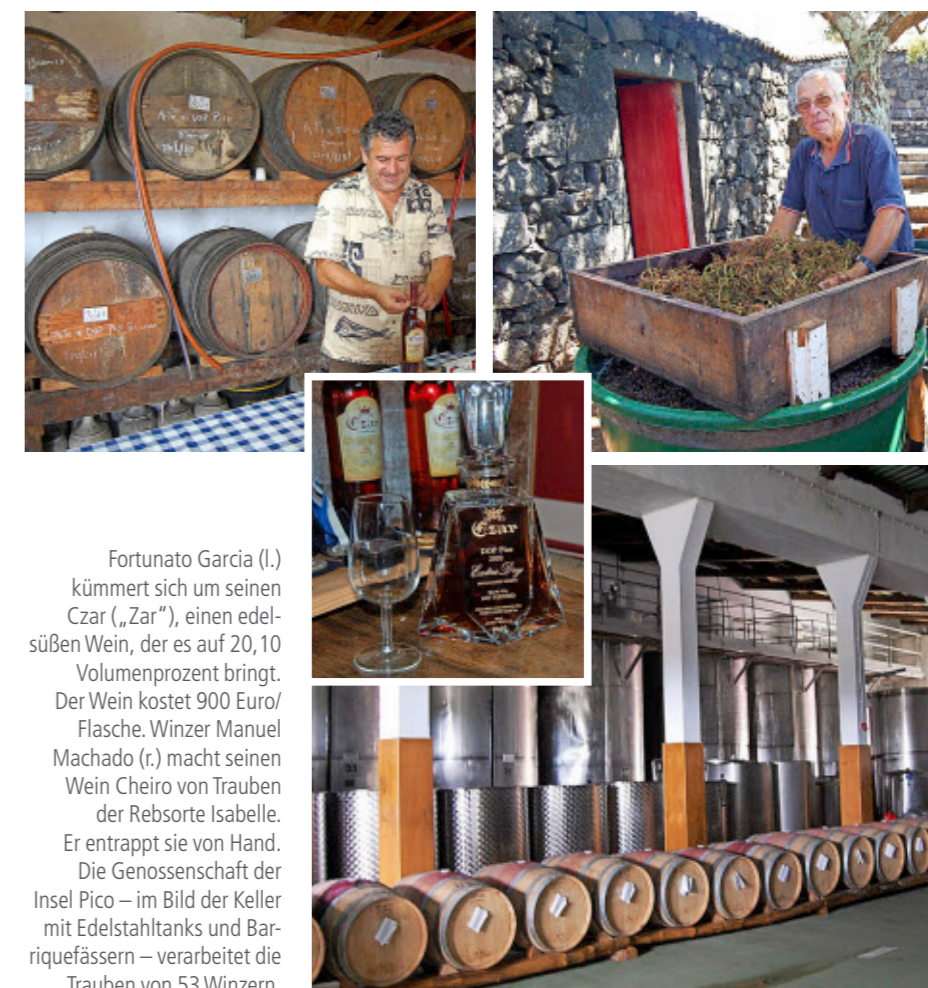 Czar
Czar
Czar
DOP Pico
Fortunato Garcia (l.)
kümmert sich um seinen
Czar („Zar“), einen edel-
süßen Wein, der es auf 20,10
Volumenprozent bringt.
Der Wein kostet 900 Euro/
Flasche. Winzer Manuel
Machado (r.) macht seinen
Wein Cheiro von Trauben
der Rebsorte Isabelle.
Er entrappt sie von Hand.
Die Genossenschaft der
Insel Pico – im Bild der Keller
mit Edelstahltanks und Bar-
riquefässern – verarbeitet die
Trauben von 53 Winzern.